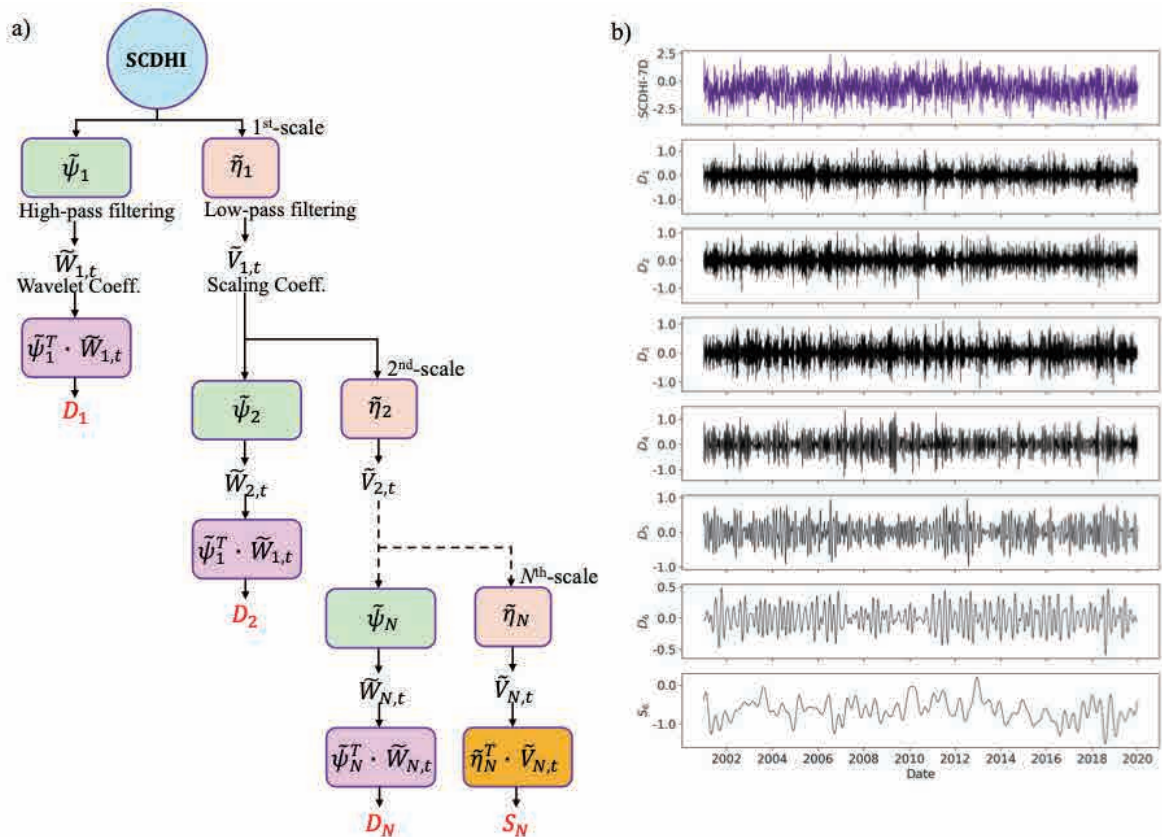 a)
SCDHI
1st-scale
ψ̃₁
η̃₁
High-pass filtering
Low-pass filtering
W̃₁,t
Ṽ₁,t
Wavelet Coeff.
Scaling Coeff.
ψ̃₁ᵀ · W̃₁,t
D₁
2nd-scale
ψ̃₂
η̃₂
W̃₂,t
Ṽ₂,t
ψ̃₁ᵀ · W̃₁,t
D₂
Nth-scale
ψ̃N
η̃N
W̃N,t
ṼN,t
ψ̃Nᵀ · W̃N,t
η̃Nᵀ · ṼN,t
DN
SN
b)
SCDHI-7D
2.5
0.0
-2.5
D₁
1.0
0.0
-1.0
D₂
1.0
0.0
-1.0
D₃
1.0
0.0
-1.0
D₄
1.0
0.0
-1.0
D₅
1.0
0.0
-1.0
D₆
0.5
0.0
-0.5
S₆
0.0
-1.0
2002 2004 2006 2008 2010 2012 2014 2016 2018 2020
Date